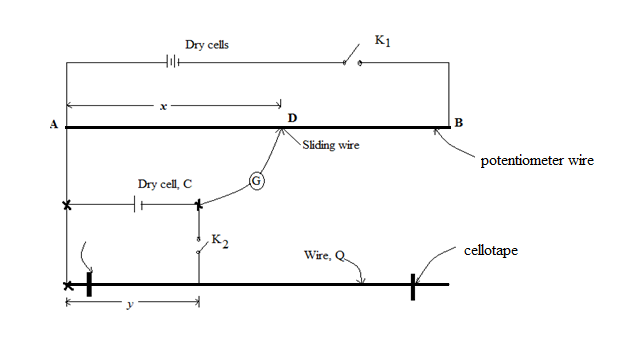 Dry cells
K1
x
A
D
B
Sliding wire
potentiometer wire
Dry cell, C
G
K2
Wire, Q
cellotape
y